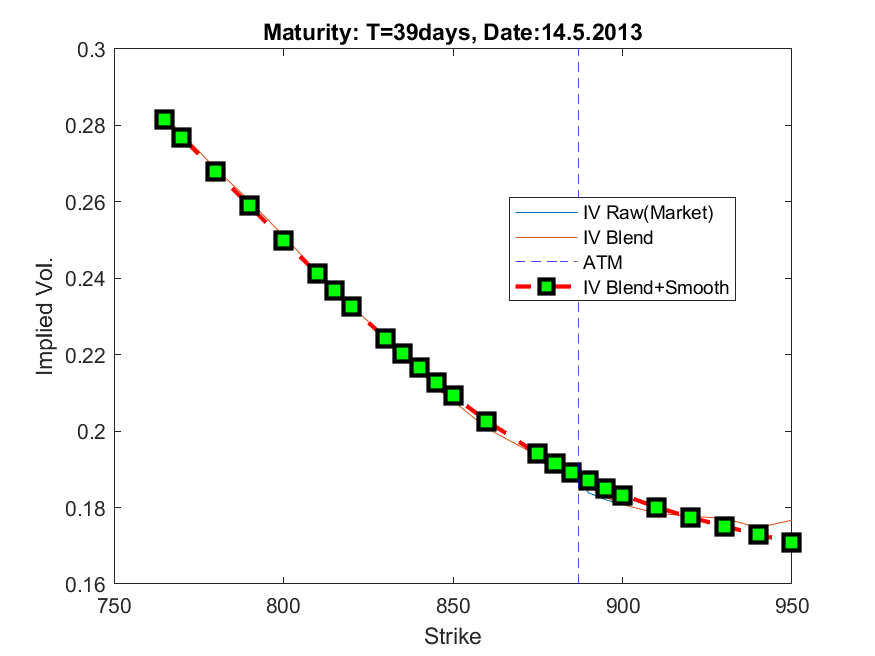 Maturity: T=39days, Date:14.5.2013
0.3
0.28
0.26
0.24
0.22
0.2
0.18
0.16
Implied Vol.
IV Raw(Market)
IV Blend
ATM
IV Blend+Smooth
750
800
850
900
950
Strike